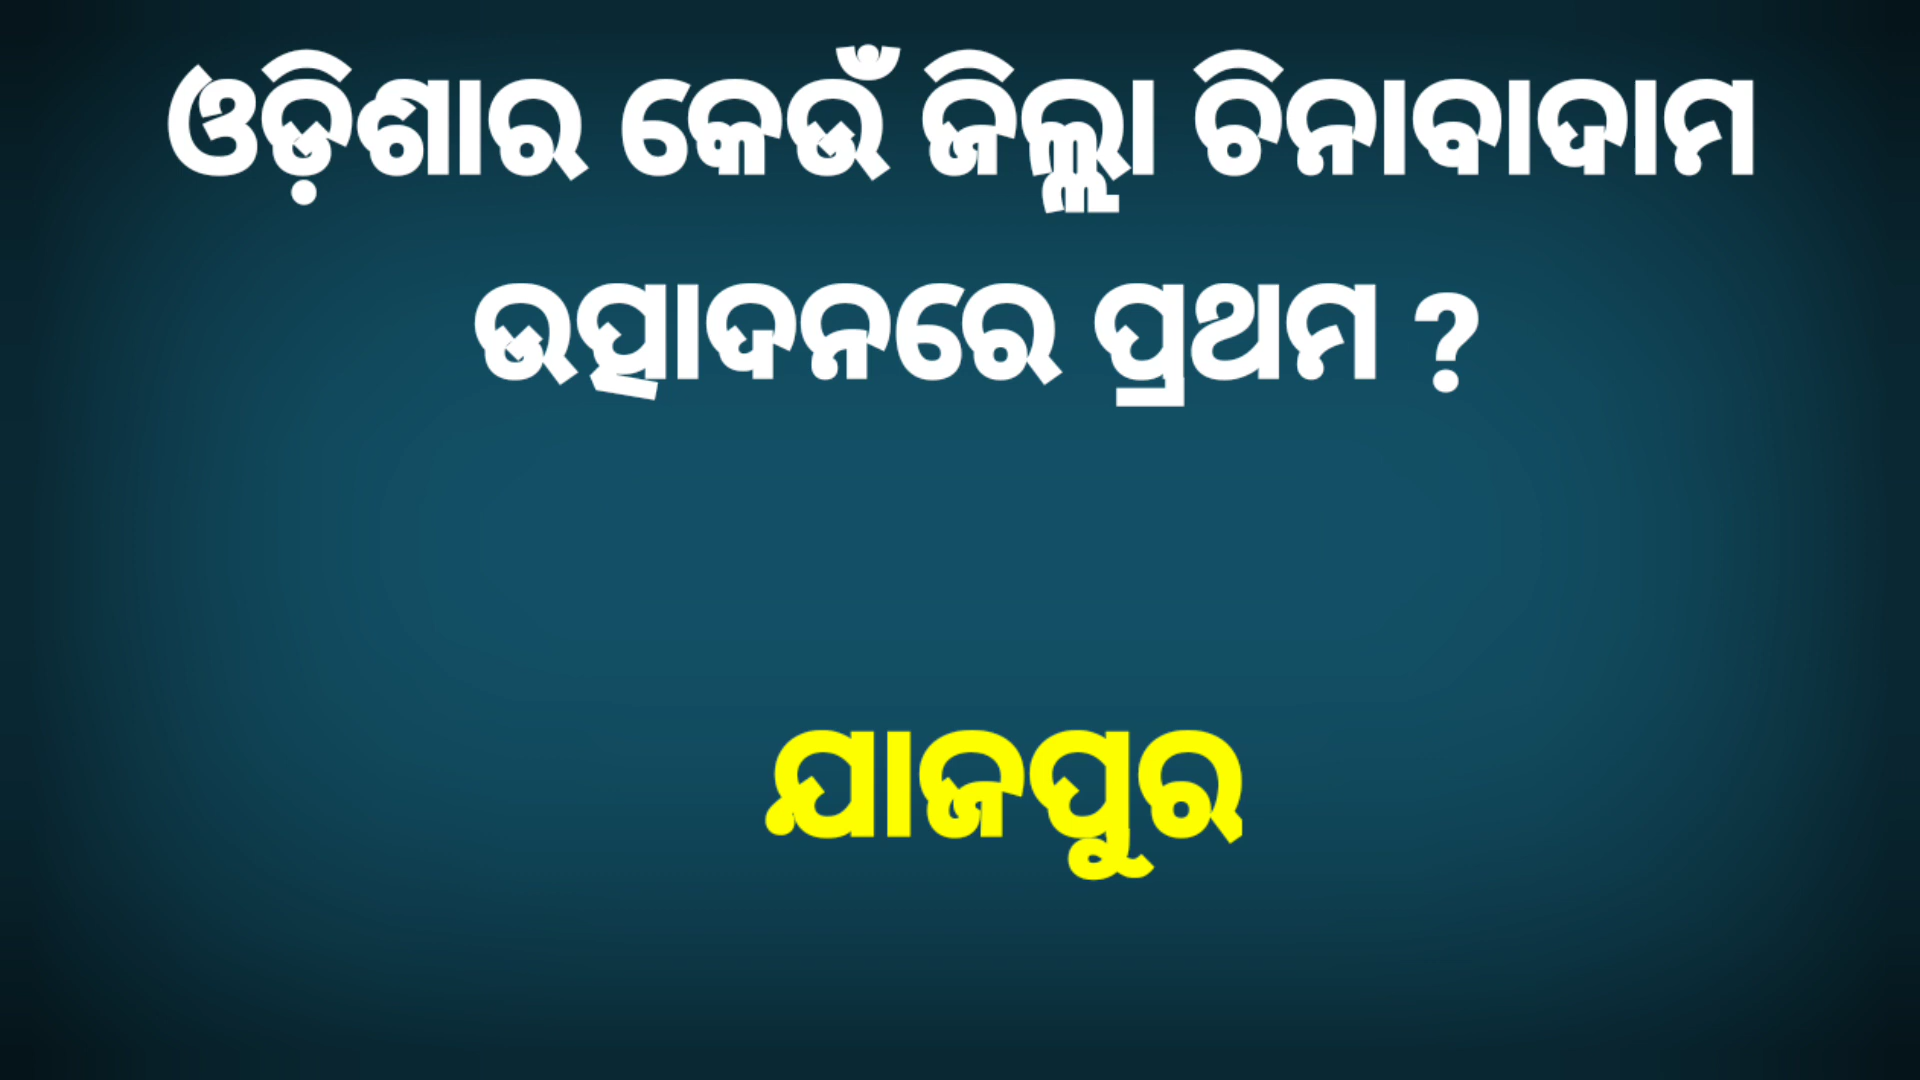 ଓଡ଼ିଶାର କେଉଁ ଜିଲ୍ଲା ଚିନାବାଦାମ
ଉତ୍ପାଦନରେ ପ୍ରଥମ ?
ଯାଜପୁର